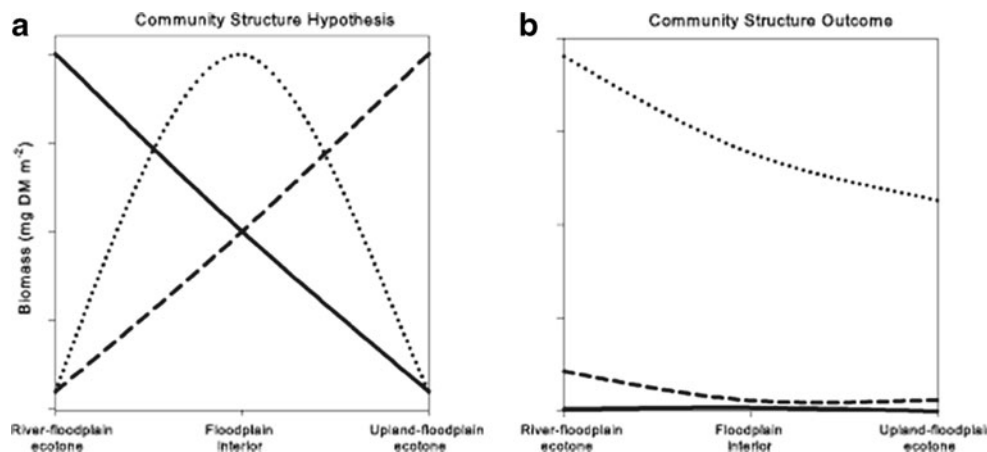 a
Community Structure Hypothesis
Biomass (mg DM m⁻²)
River-floodplain
ecotone
Floodplain
Interior
Upland-floodplain
ecotone
b
Community Structure Outcome
River-floodplain
ecotone
Floodplain
Interior
Upland-floodplain
ecotone